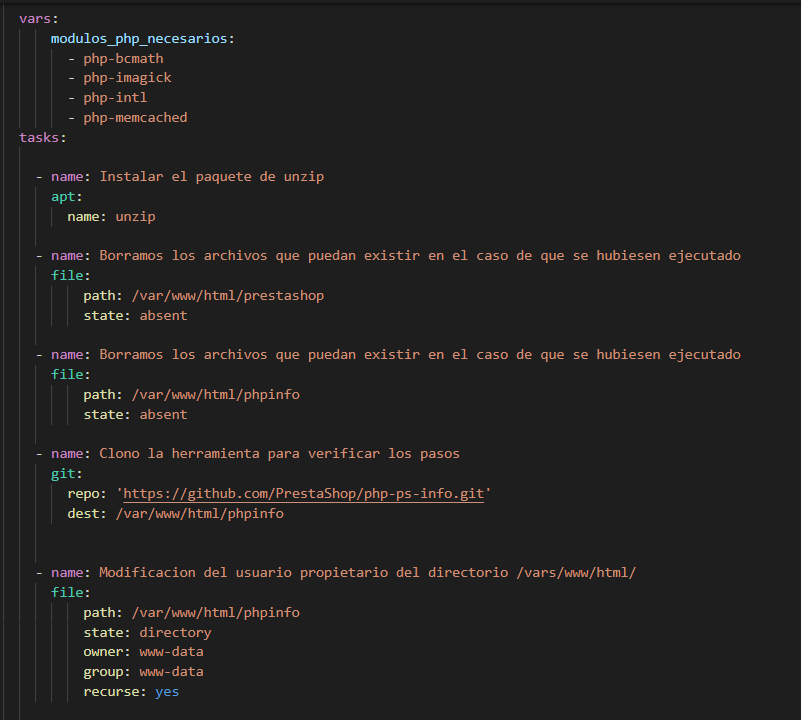 vars:
modulos_php_necesarios:
- php-bcmath
- php-imagick
- php-intl
- php-memcached
tasks:
- name: Instalar el paquete de unzip
apt:
name: unzip
- name: Borramos los archivos que puedan existir en el caso de que se hubiesen ejecutado
file:
path: /var/www/html/prestashop
state: absent
- name: Borramos los archivos que puedan existir en el caso de que se hubiesen ejecutado
file:
path: /var/www/html/phpinfo
state: absent
- name: Clono la herramienta para verificar los pasos
git:
repo: 'https://github.com/PrestaShop/php-ps-info.git'
dest: /var/www/html/phpinfo
- name: Modificacion del usuario propietario del directorio /vars/www/html/
file:
path: /var/www/html/phpinfo
state: directory
owner: www-data
group: www-data
recurse: yes